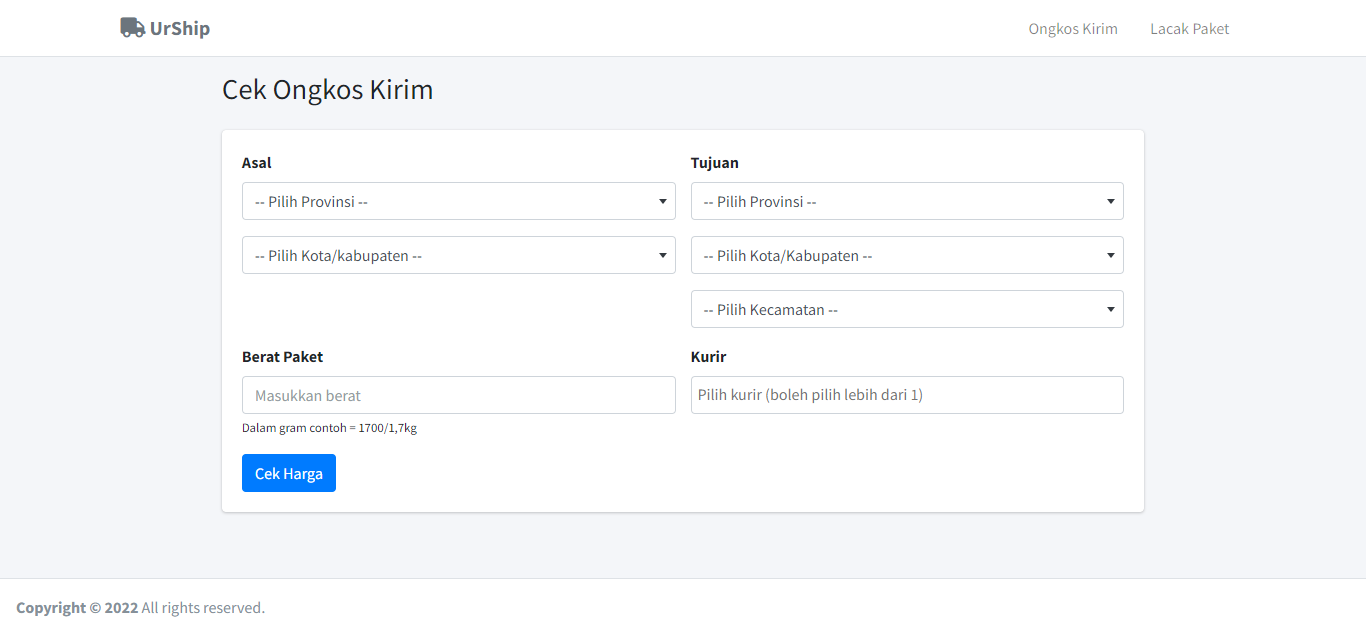 UrShip
Ongkos Kirim
Lacak Paket
Cek Ongkos Kirim
Asal
-- Pilih Provinsi --
-- Pilih Kota/kabupaten --
Tujuan
-- Pilih Provinsi --
-- Pilih Kota/Kabupaten --
-- Pilih Kecamatan --
Berat Paket
Masukkan berat
Dalam gram contoh = 1700/1,7kg
Kurir
Pilih kurir (boleh pilih lebih dari 1)
Cek Harga
Copyright © 2022 All rights reserved.